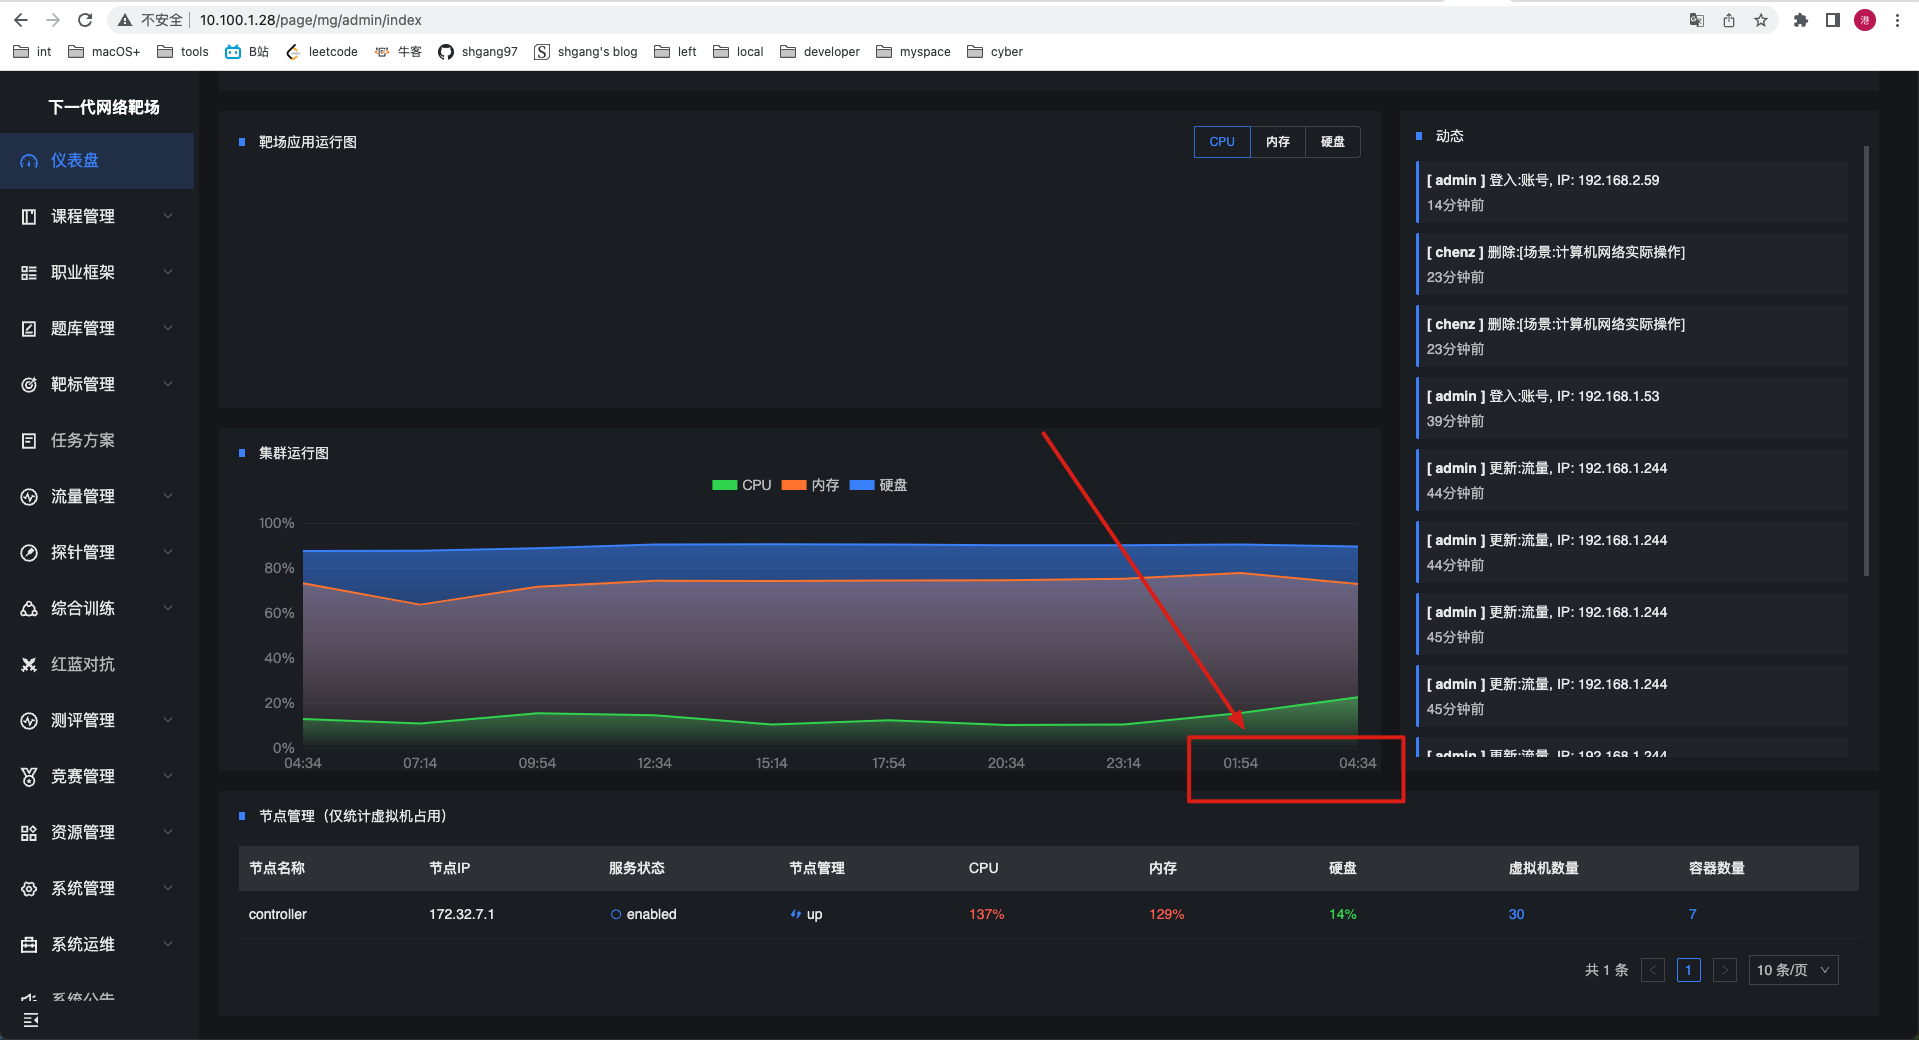 不安全 10.100.1.28/page/mg/admin/index
int macOS+ tools B站 leetcode 牛客 shgang97 S shgang's blog left local developer myspace cyber
港
下一代网络靶场
仪表盘
课程管理
职业框架
题库管理
靶标管理
任务方案
流量管理
探针管理
综合训练
红蓝对抗
测评管理
竞赛管理
资源管理
系统管理
系统运维
系统公告
靶场应用运行图
CPU 内存 硬盘
集群运行图
CPU 内存 硬盘
100%
80%
60%
40%
20%
0%
04:34 07:14 09:54 12:34 15:14 17:54 20:34 23:14 01:54 04:34
动态
[ admin ] 登入:账号, IP: 192.168.2.59
14分钟前
[ chenz ] 删除:[场景:计算机网络实际操作]
23分钟前
[ chenz ] 删除:[场景:计算机网络实际操作]
23分钟前
[ admin ] 登入:账号, IP: 192.168.1.53
39分钟前
[ admin ] 更新:流量, IP: 192.168.1.244
44分钟前
[ admin ] 更新:流量, IP: 192.168.1.244
44分钟前
[ admin ] 更新:流量, IP: 192.168.1.244
45分钟前
[ admin ] 更新:流量, IP: 192.168.1.244
45分钟前
[ admin ] 更新:流量, IP: 192.168.1.244
节点管理（仅统计虚拟机占用）
节点名称 节点IP 服务状态 节点管理 CPU 内存 硬盘 虚拟机数量 容器数量
controller 172.32.7.1 enabled up 137% 129% 14% 30 7
共 1 条 < 1 > 10 条/页